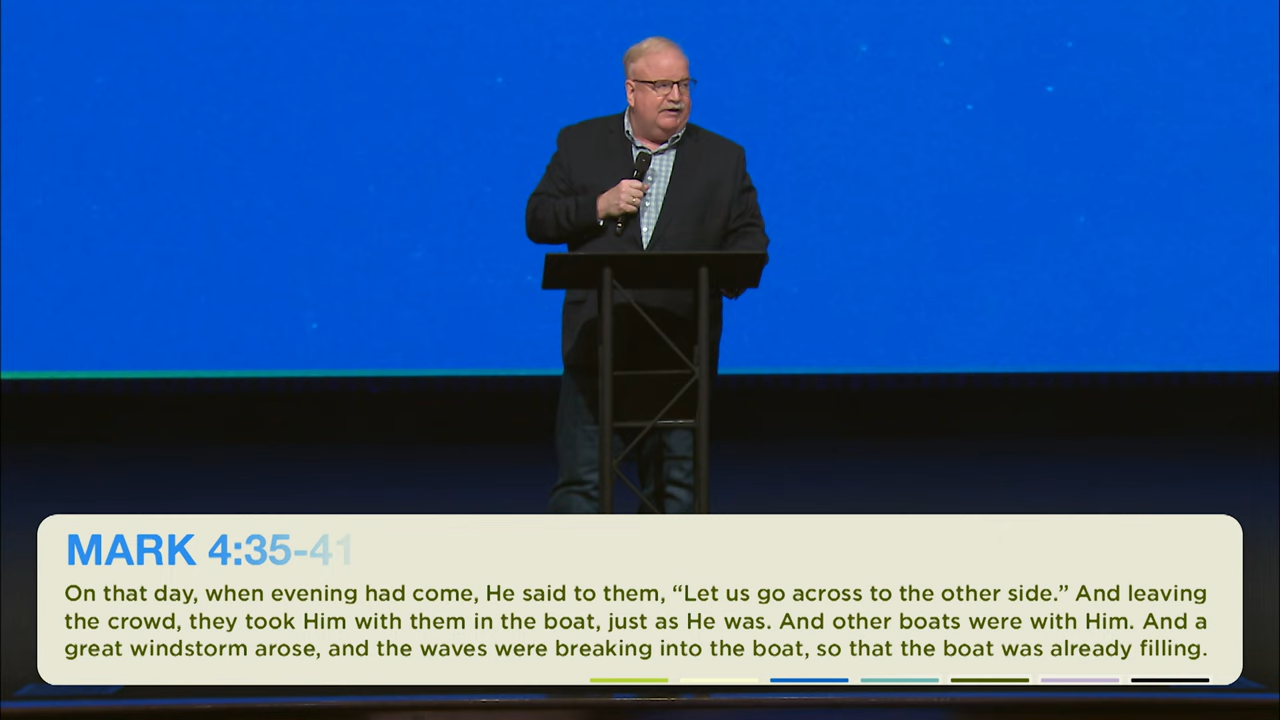 MARK 4:35-41
On that day, when evening had come, He said to them, “Let us go across to the other side.” And leaving
the crowd, they took Him with them in the boat, just as He was. And other boats were with Him. And a
great windstorm arose, and the waves were breaking into the boat, so that the boat was already filling.